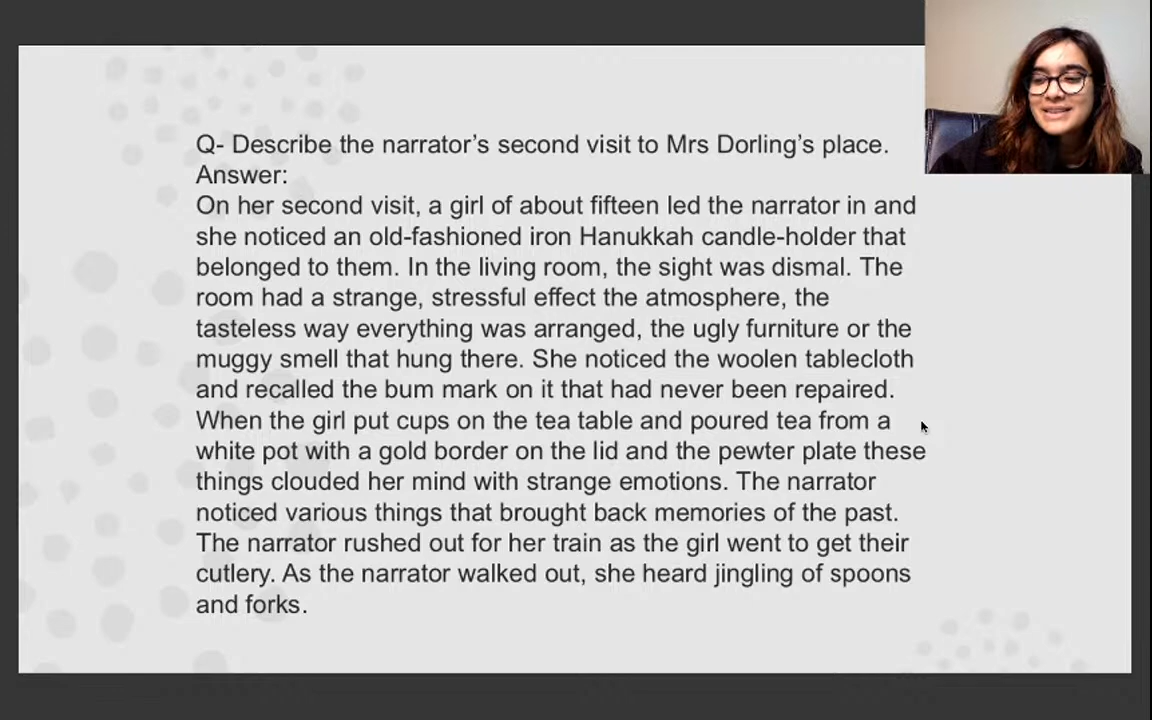 Q- Describe the narrator's second visit to Mrs Dorling's place.
Answer:
On her second visit, a girl of about fifteen led the narrator in and
she noticed an old-fashioned iron Hanukkah candle-holder that
belonged to them. In the living room, the sight was dismal. The
room had a strange, stressful effect the atmosphere, the
tasteless way everything was arranged, the ugly furniture or the
muggy smell that hung there. She noticed the woolen tablecloth
and recalled the bum mark on it that had never been repaired.
When the girl put cups on the tea table and poured tea from a
white pot with a gold border on the lid and the pewter plate these
things clouded her mind with strange emotions. The narrator
noticed various things that brought back memories of the past.
The narrator rushed out for her train as the girl went to get their
cutlery. As the narrator walked out, she heard jingling of spoons
and forks.